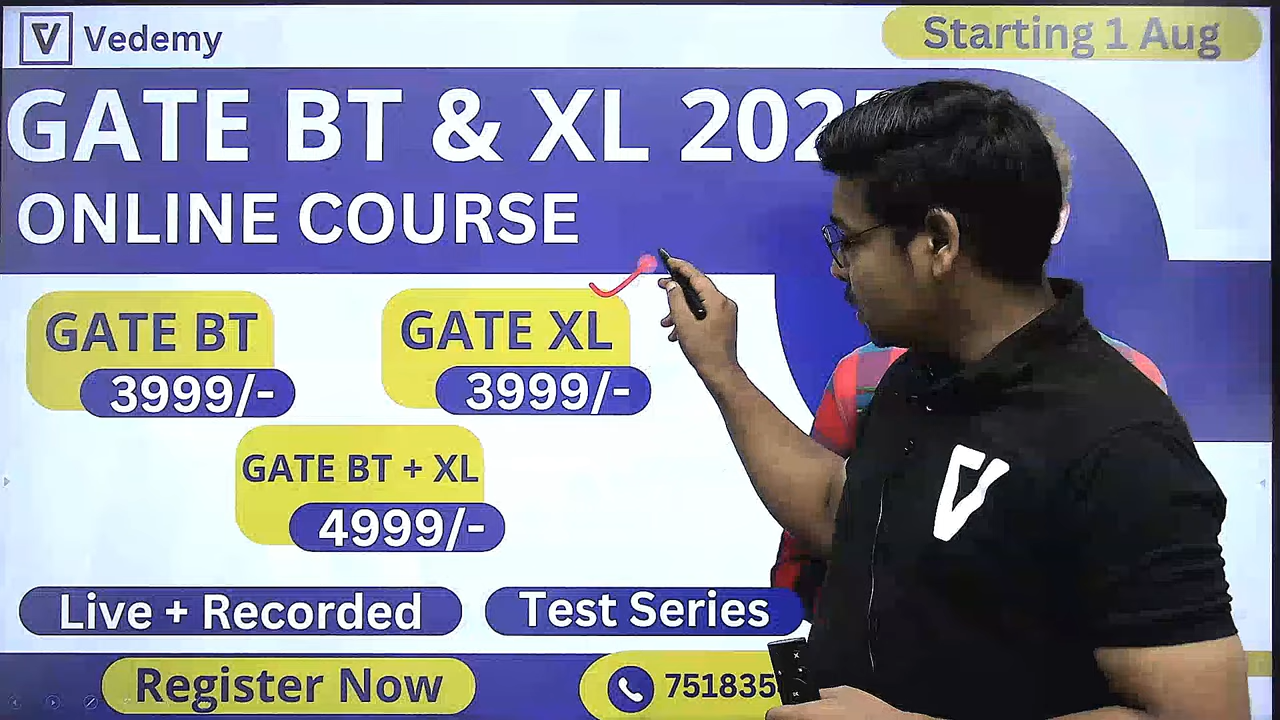 Vedemy
Starting 1 Aug
GATE BT & XL 202
ONLINE COURSE
GATE BT
3999/-
GATE XL
3999/-
GATE BT + XL
4999/-
Live + Recorded
Test Series
Register Now
751835